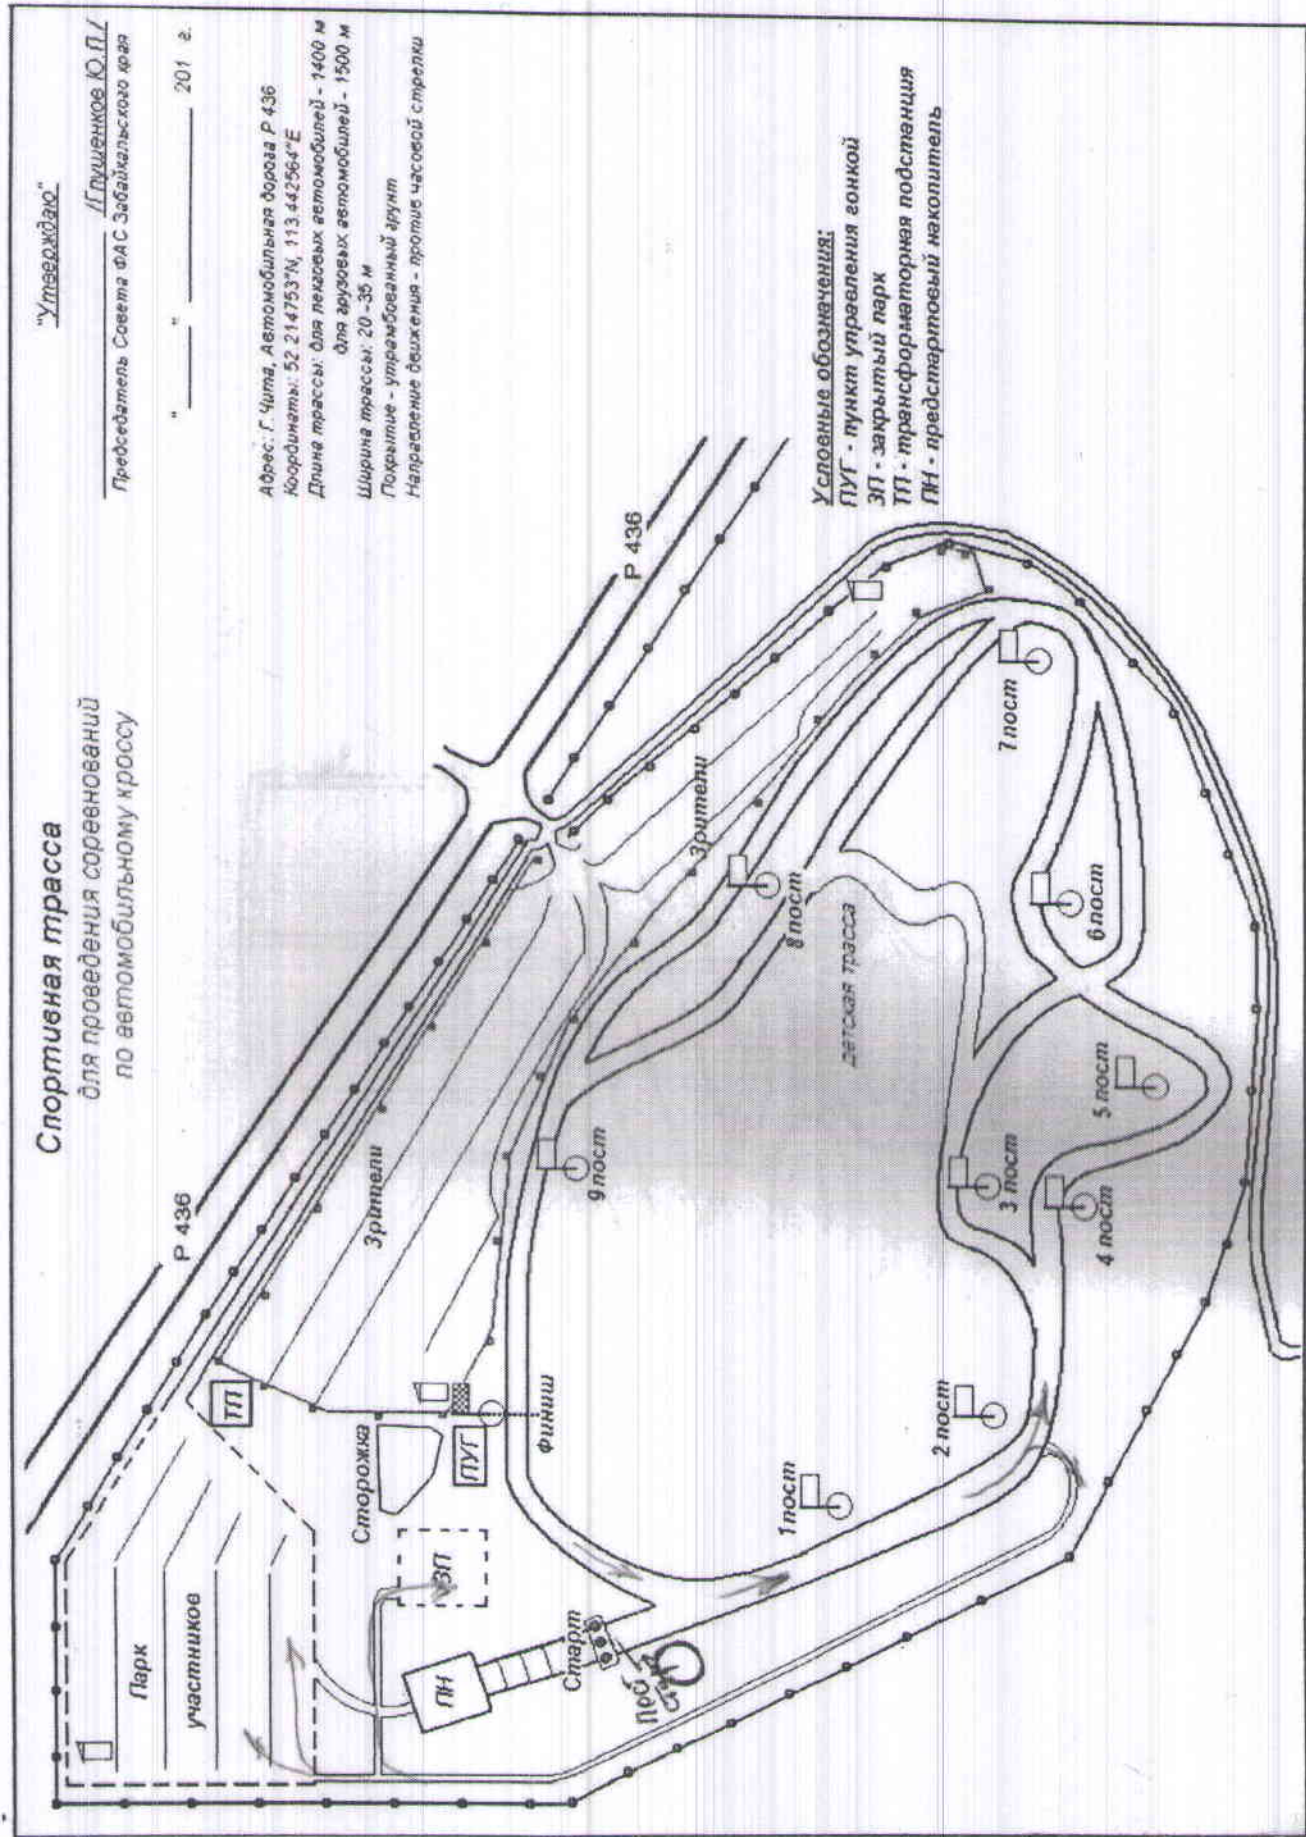 Спортивная трасса
для проведения соревнований
по автомобильному кроссу
"Утверждаю"
/Глушенков Ю.П./
Председатель Совета ФАС Забайкальского края
"____" ________ 201 г.
Адрес: Г. Чита, Автомобильная дорога Р 436
Координаты: 52.214753°N, 113.442564°E
Длина трассы: для легковых автомобилей - 1400 м
для грузовых автомобилей - 1500 м
Ширина трассы: 20 -35 м
Покрытие - утрамбованный грунт
Направление движения - против часовой стрелки
Условные обозначения:
ПУГ - пункт управления гонкой
ЗП - закрытый парк
ТП - трансформаторная подстанция
ПН - предстартовый накопитель
Р 436
Р 436
Парк
участников
ТП
Зрители
Сторожка
ПУГ
ЗП
ПН
Старт
Пост
Финиш
Зрители
детская трасса
1 пост
2 пост
3 пост
4 пост
5 пост
6 пост
7 пост
8 пост
9 пост